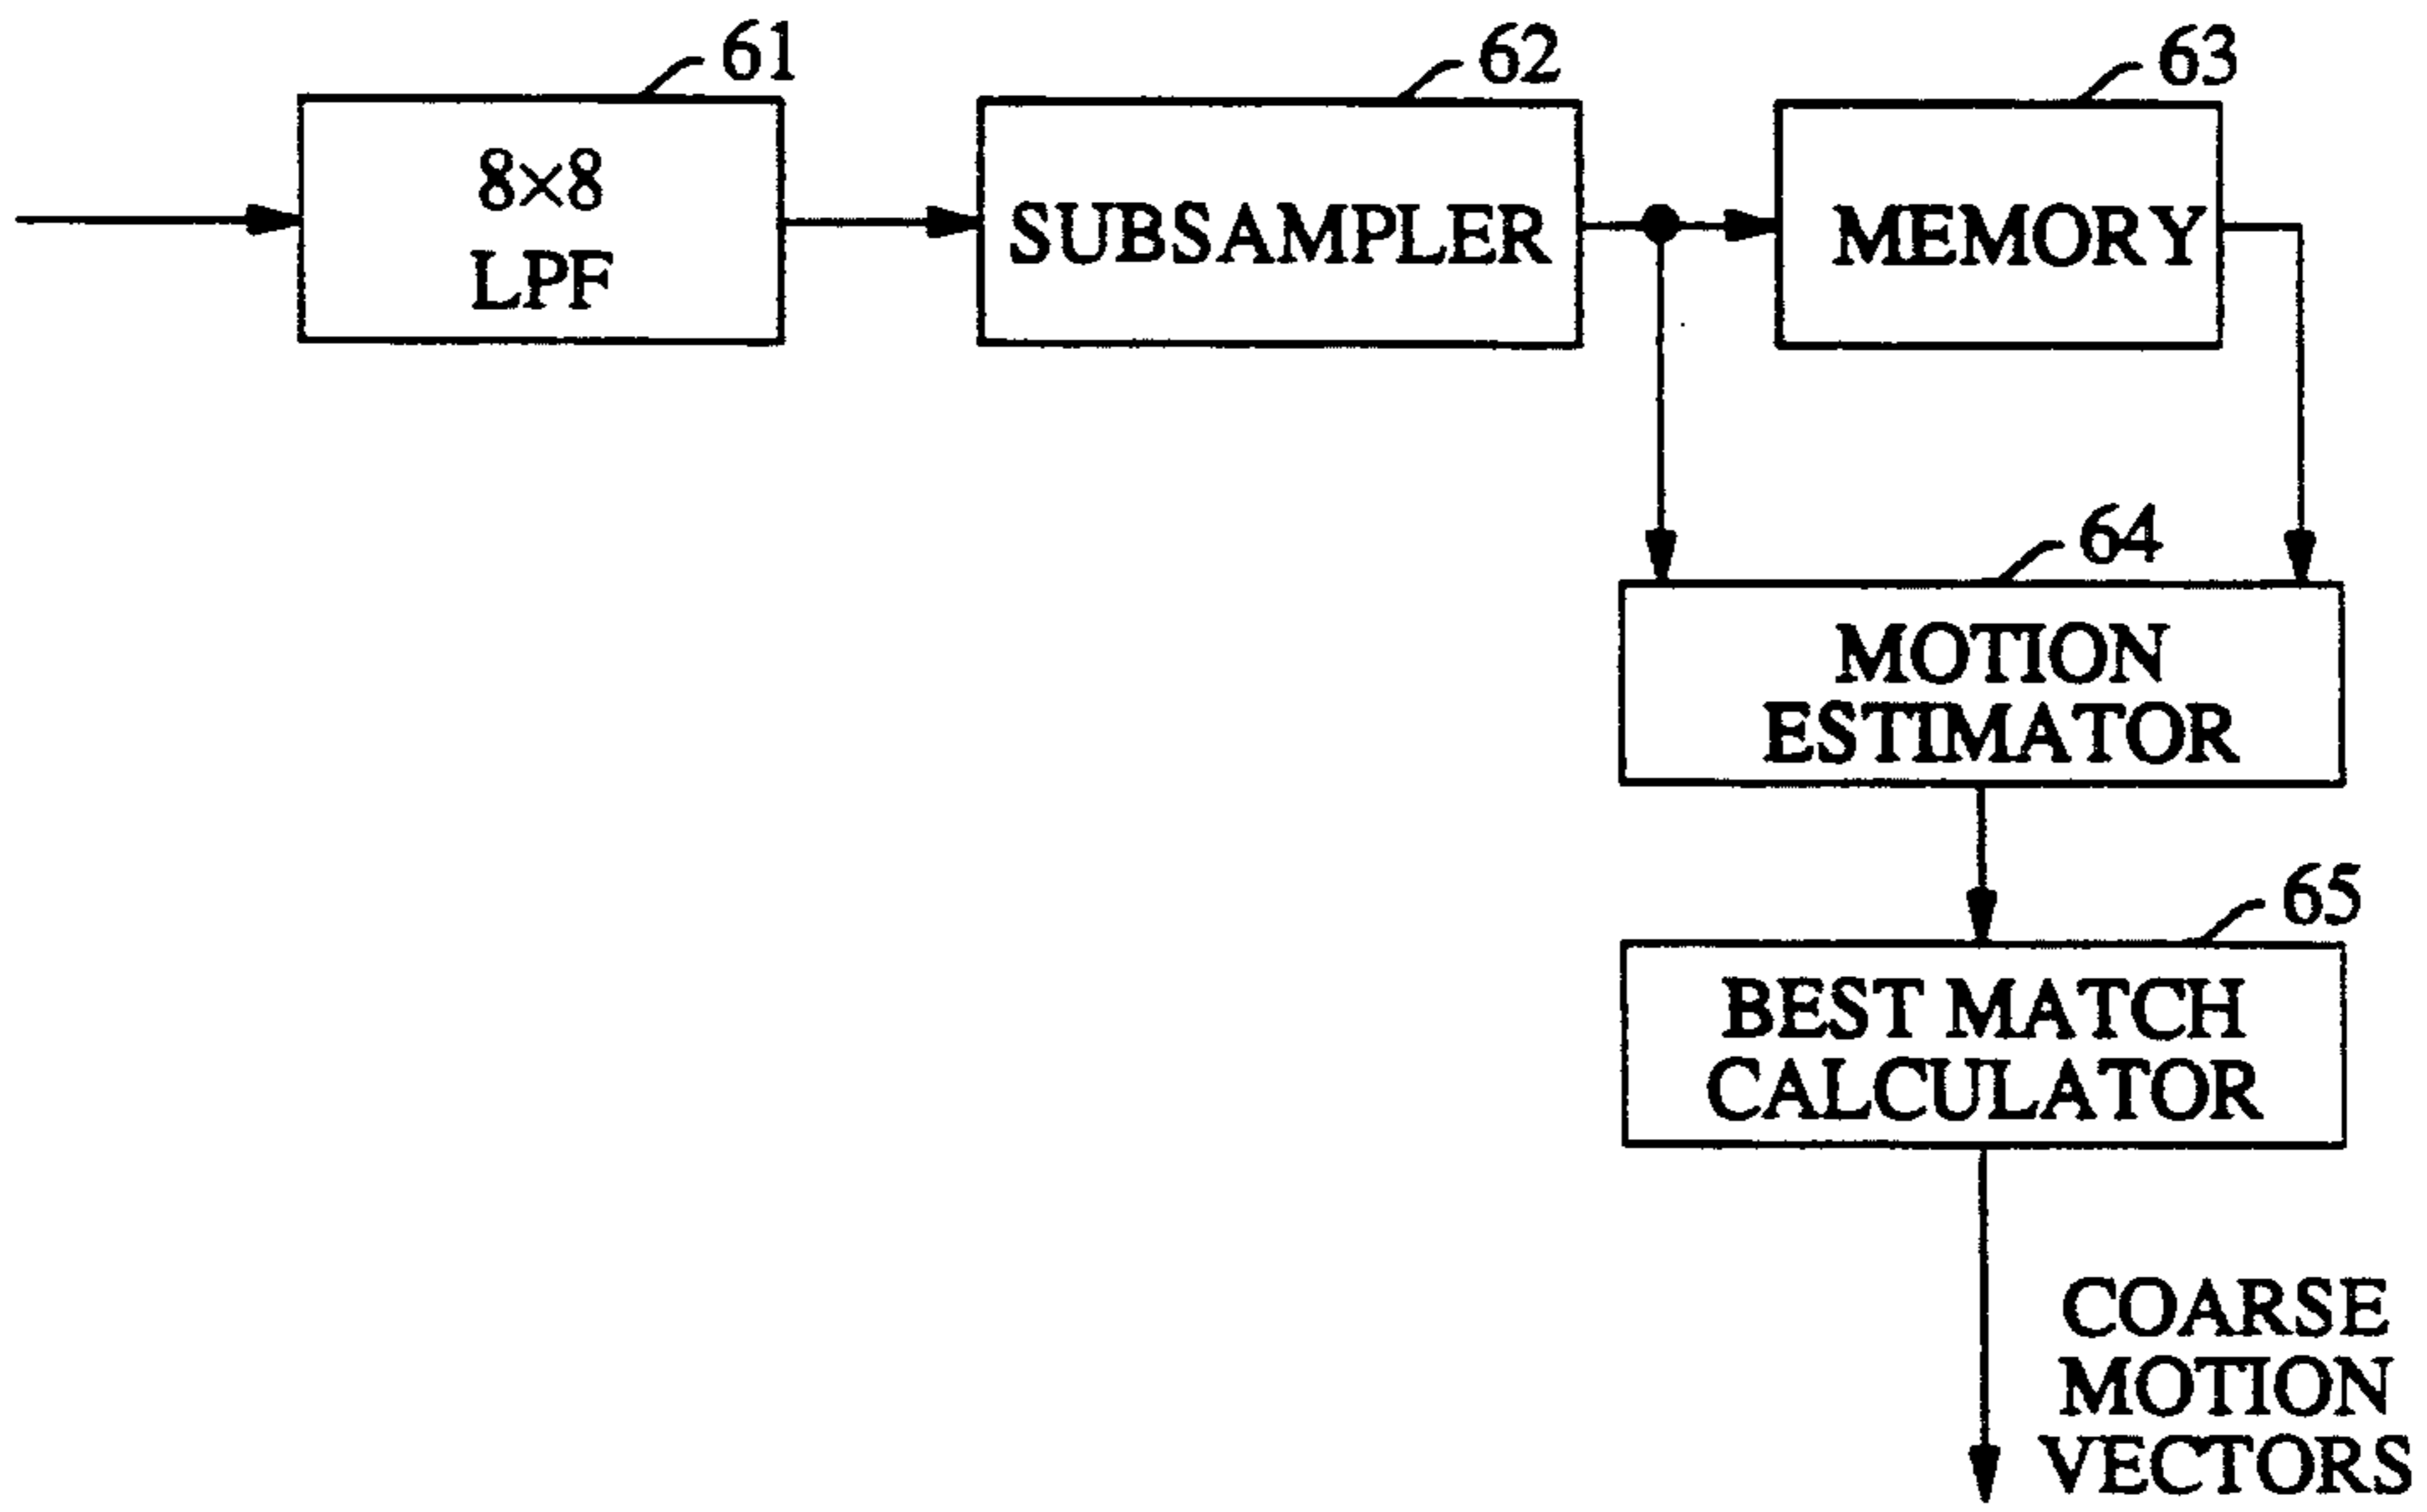 61
62
63
8×8
LPF
SUBSAMPLER
MEMORY
64
MOTION
ESTIMATOR
65
BEST MATCH
CALCULATOR
COARSE
MOTION
VECTORS